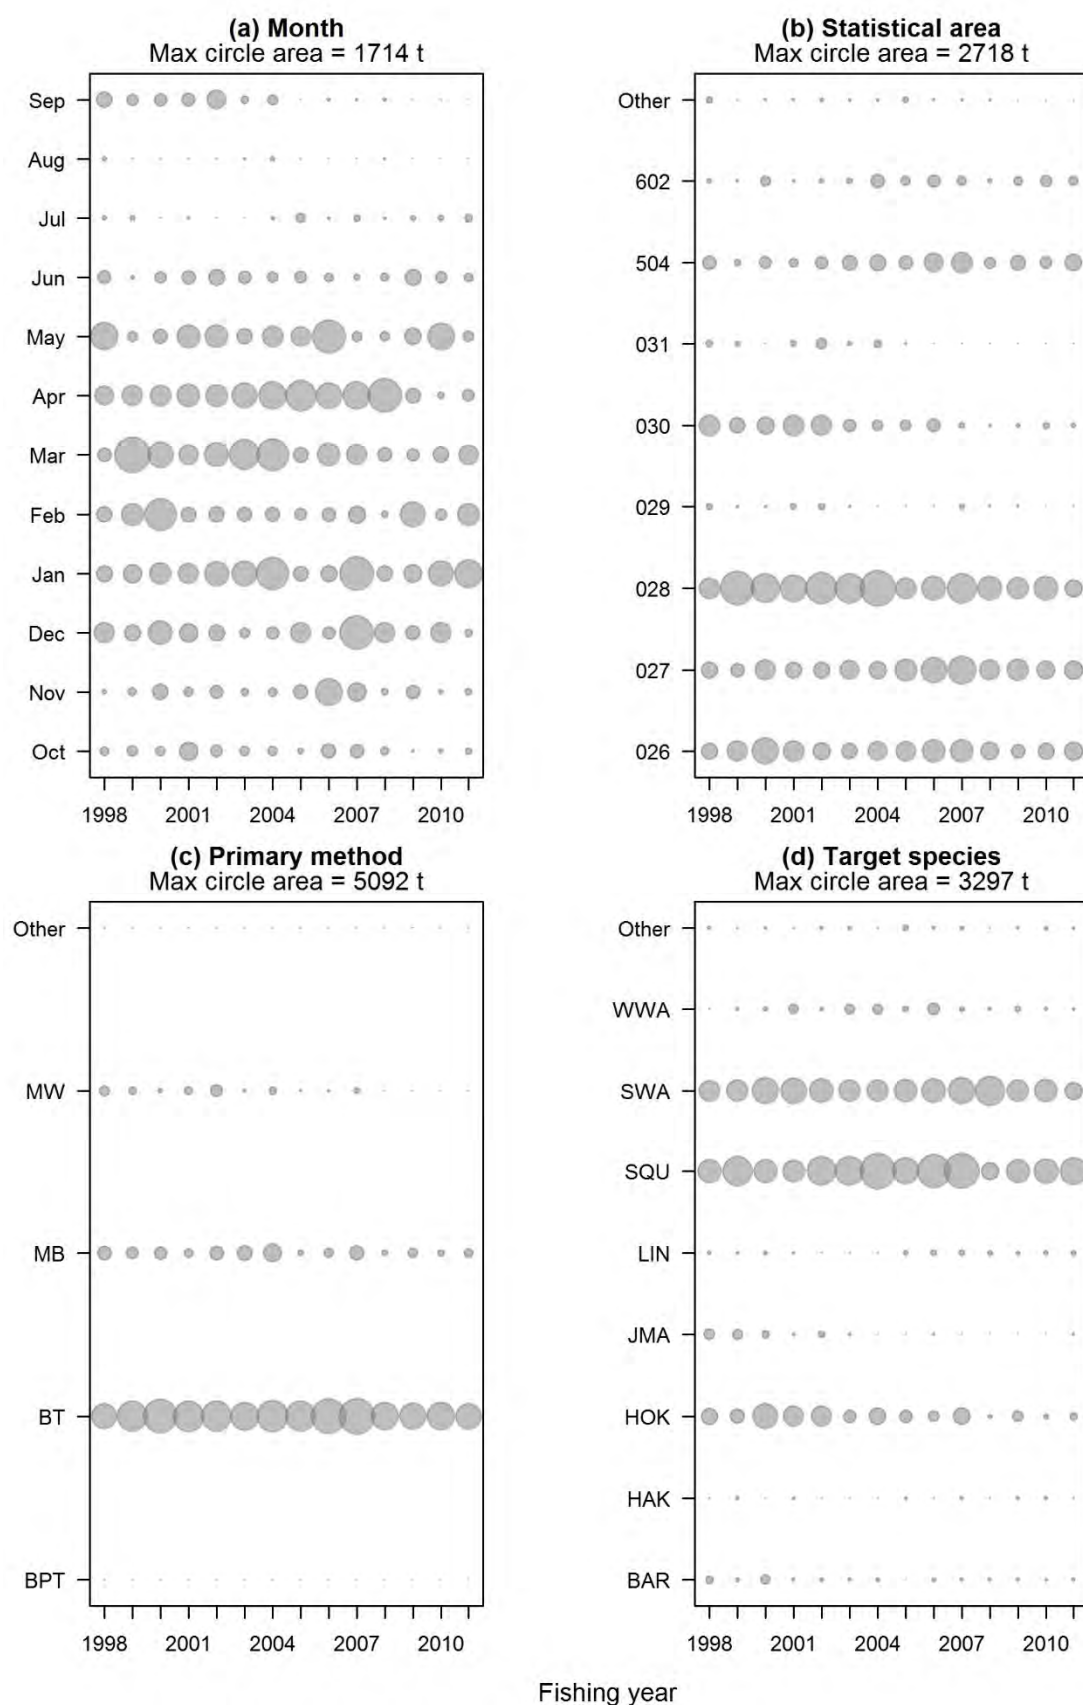 (a) Month
Max circle area = 1714 t
Sep
Aug
Jul
Jun
May
Apr
Mar
Feb
Jan
Dec
Nov
Oct
1998 2001 2004 2007 2010
(b) Statistical area
Max circle area = 2718 t
Other
602
504
031
030
029
028
027
026
1998 2001 2004 2007 2010
(c) Primary method
Max circle area = 5092 t
Other
MW
MB
BT
BPT
1998 2001 2004 2007 2010
(d) Target species
Max circle area = 3297 t
Other
WWA
SWA
SQU
LIN
JMA
HOK
HAK
BAR
1998 2001 2004 2007 2010
Fishing year